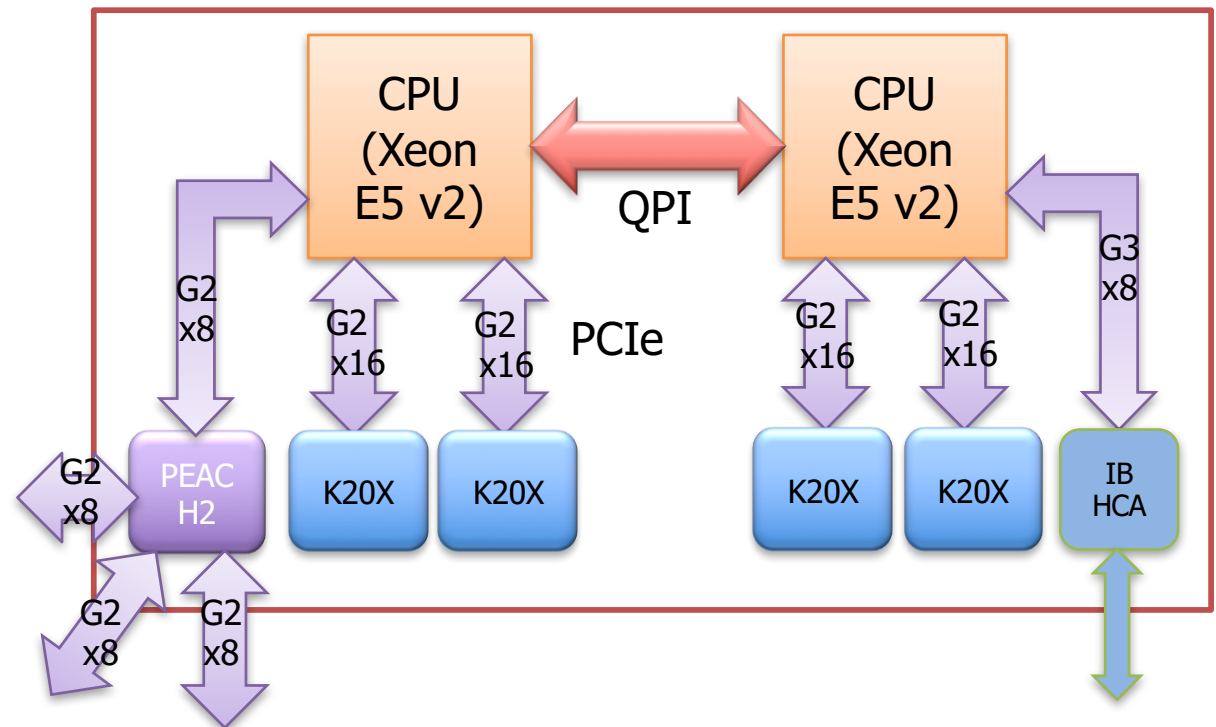 CPU
(Xeon
E5 v2)
CPU
(Xeon
E5 v2)
QPI
G2
x8
G2
x16
G2
x16
PCIe
G2
x16
G2
x16
G3
x8
G2
x8
PEAC
H2
K20X
K20X
K20X
K20X
IB
HCA
G2
x8
G2
x8